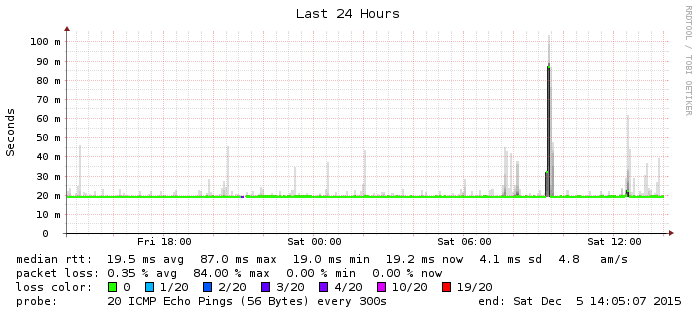 Last 24 Hours
RRDTOOL / TOBI OETIKER
Seconds
100 m
90 m
80 m
70 m
60 m
50 m
40 m
30 m
20 m
10 m
0
Fri 18:00 Sat 00:00 Sat 06:00 Sat 12:00
median rtt: 19.5 ms avg 87.0 ms max 19.0 ms min 19.2 ms now 4.1 ms sd 4.8 am/s
packet loss: 0.35 % avg 84.00 % max 0.00 % min 0.00 % now
loss color: 0 1/20 2/20 3/20 4/20 10/20 19/20
probe: 20 ICMP Echo Pings (56 Bytes) every 300s end: Sat Dec 5 14:05:07 2015